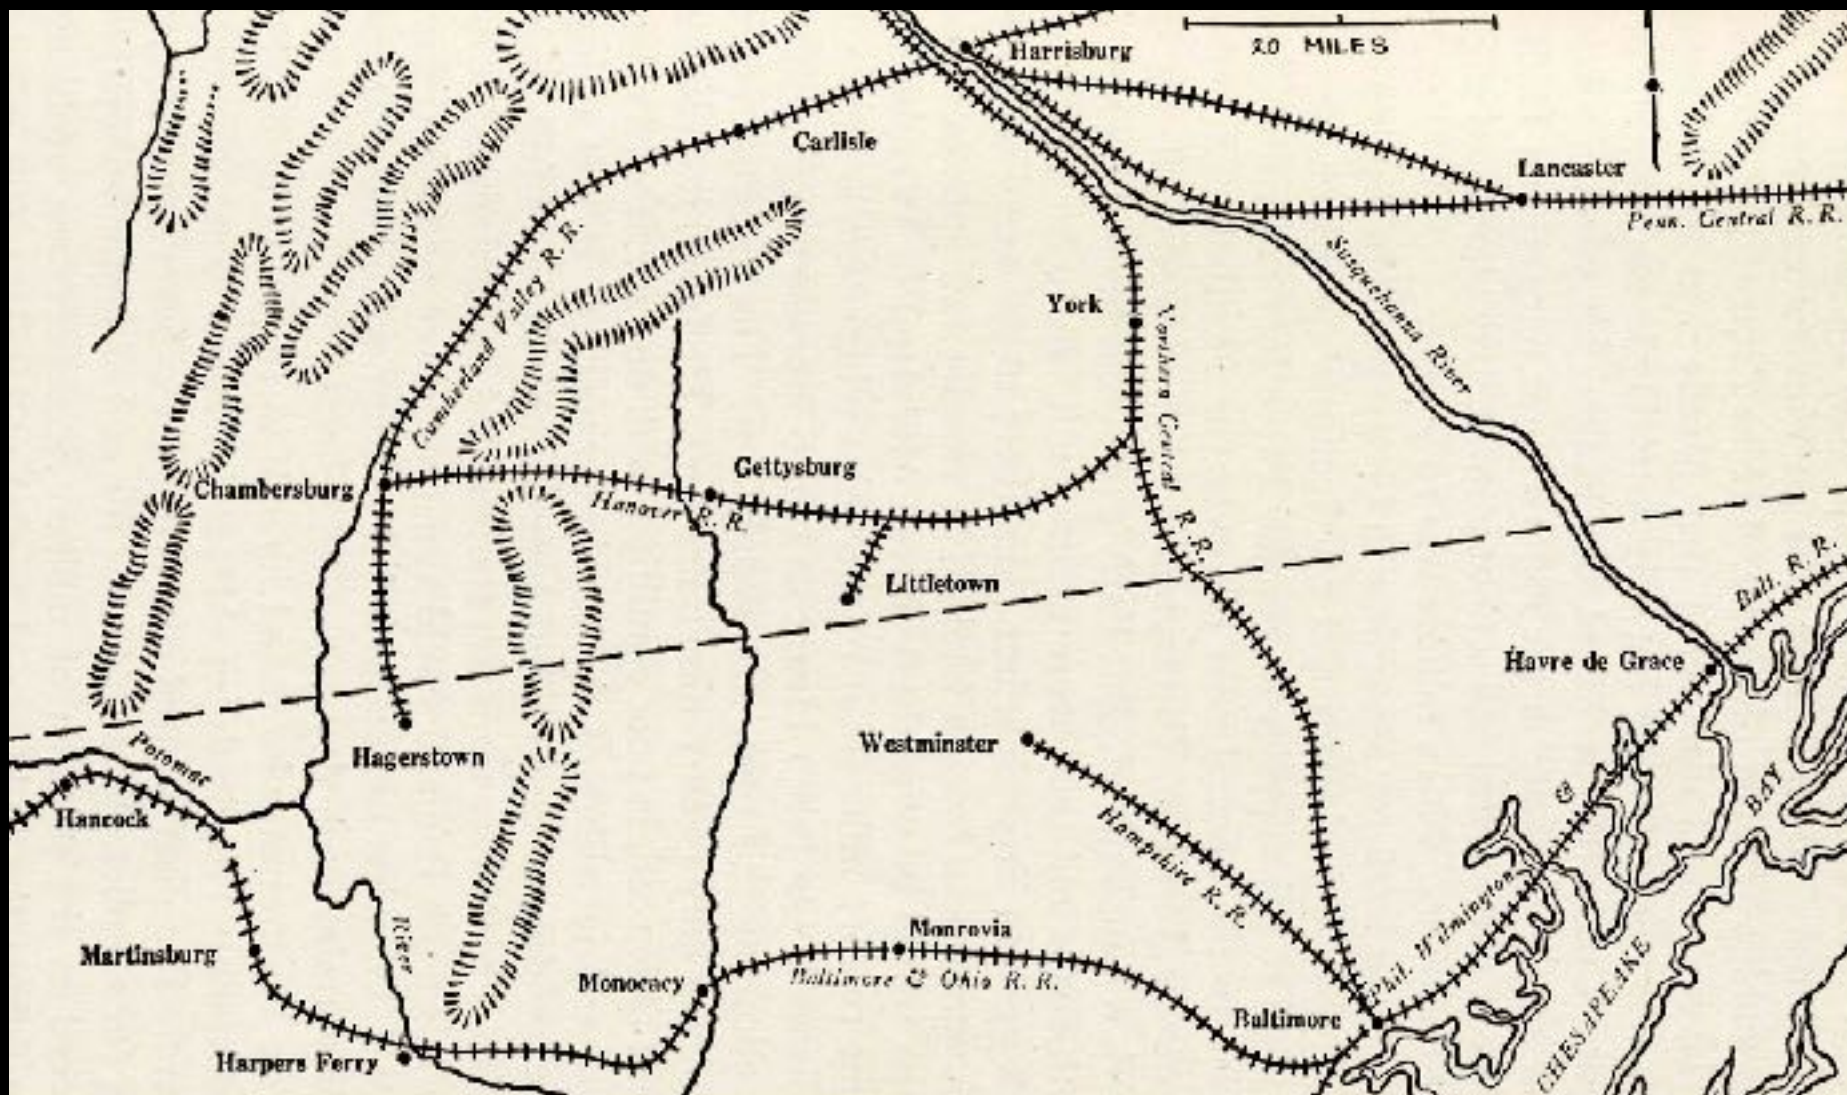 Harrisburg
20 MILES
Carlisle
Lancaster
Penn. Central R. R.
Cumberland Valley R. R.
Susquehanna River
York
Northern Central R. R.
Gettysburg
Chambersburg
Hanover R. R.
Littletown
Balt. R. R.
Havre de Grace
Westminster
Hagerstown
Potomac
Hancock
&
BAY
Hampshire R. R.
Phil. Wilmington
Monrovia
River
Martinsburg
Monocacy
Baltimore & Ohio R. R.
Baltimore
CHESAPEAKE
Harpers Ferry